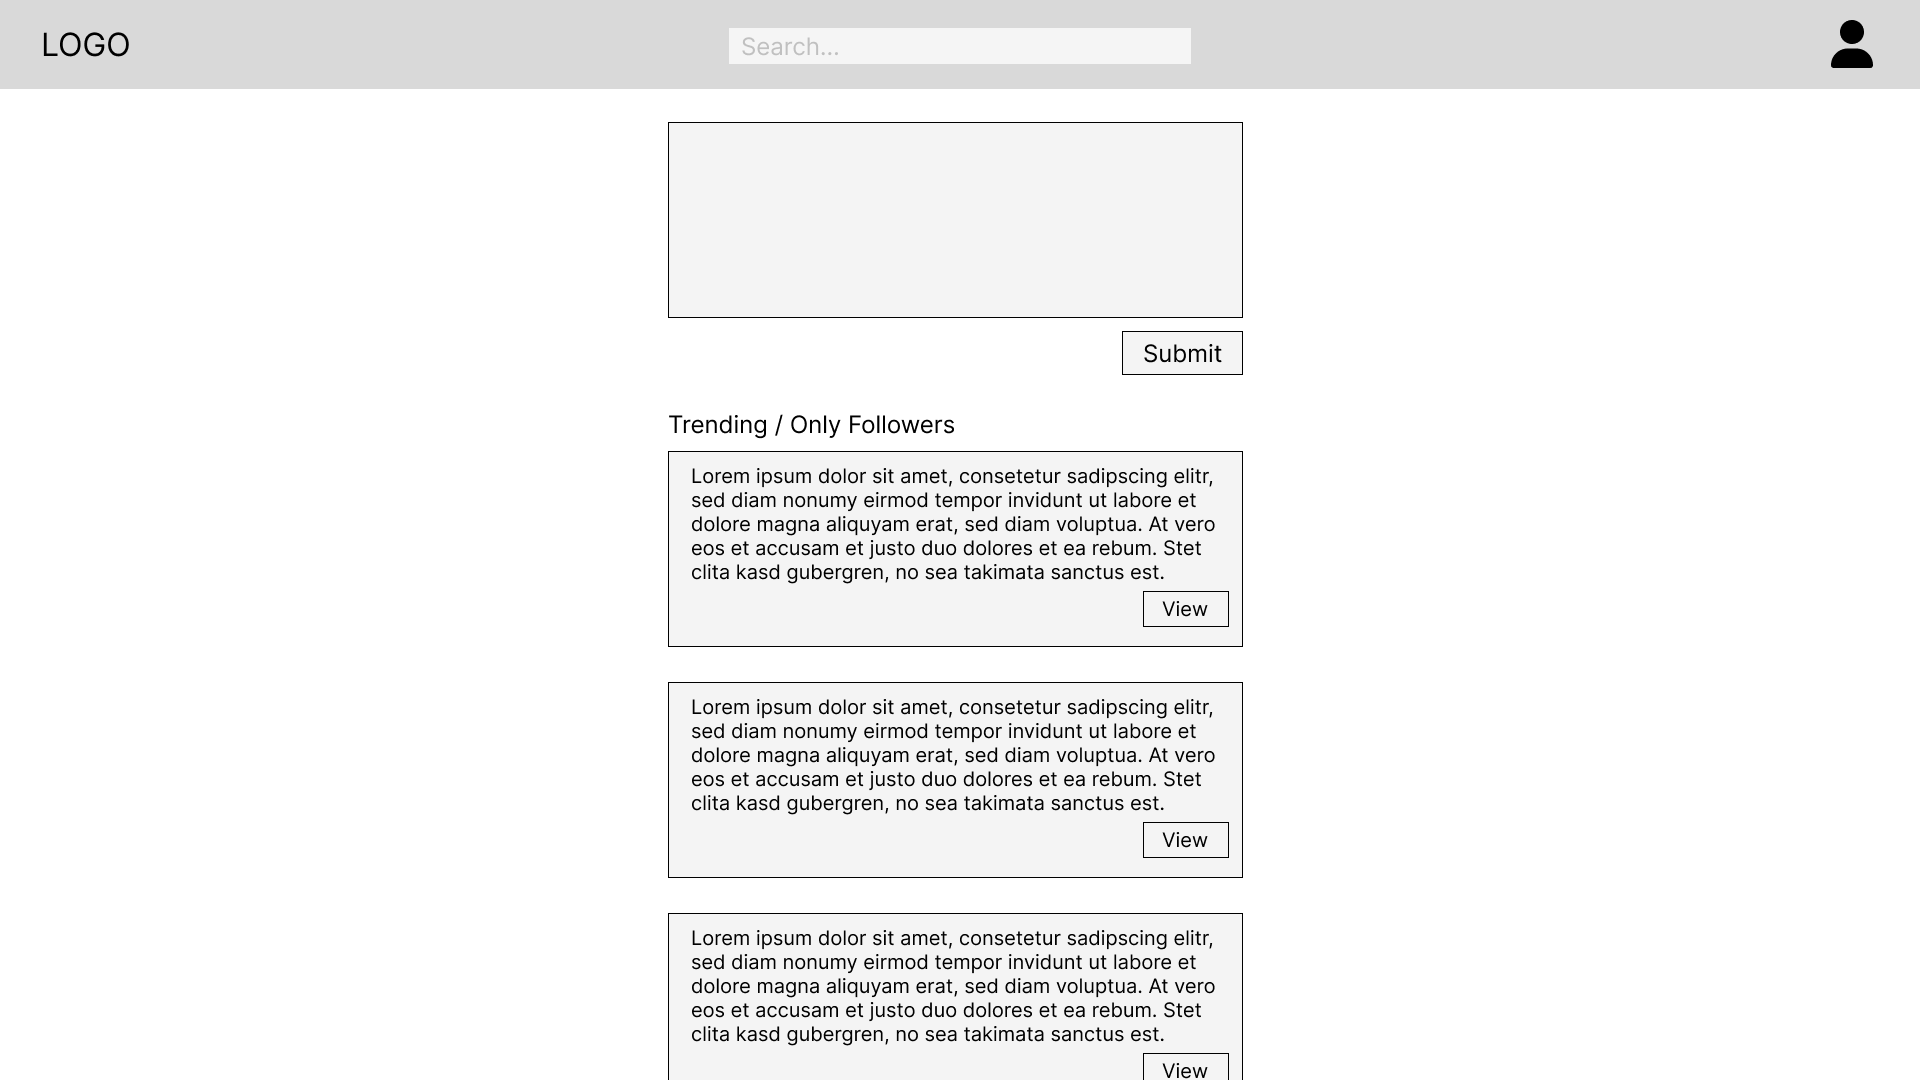 LOGO
Search...
Submit
Trending / Only Followers
Lorem ipsum dolor sit amet, consetetur sadipscing elitr,
sed diam nonumy eirmod tempor invidunt ut labore et
dolore magna aliquyam erat, sed diam voluptua. At vero
eos et accusam et justo duo dolores et ea rebum. Stet
clita kasd gubergren, no sea takimata sanctus est.
View
Lorem ipsum dolor sit amet, consetetur sadipscing elitr,
sed diam nonumy eirmod tempor invidunt ut labore et
dolore magna aliquyam erat, sed diam voluptua. At vero
eos et accusam et justo duo dolores et ea rebum. Stet
clita kasd gubergren, no sea takimata sanctus est.
View
Lorem ipsum dolor sit amet, consetetur sadipscing elitr,
sed diam nonumy eirmod tempor invidunt ut labore et
dolore magna aliquyam erat, sed diam voluptua. At vero
eos et accusam et justo duo dolores et ea rebum. Stet
clita kasd gubergren, no sea takimata sanctus est.
View